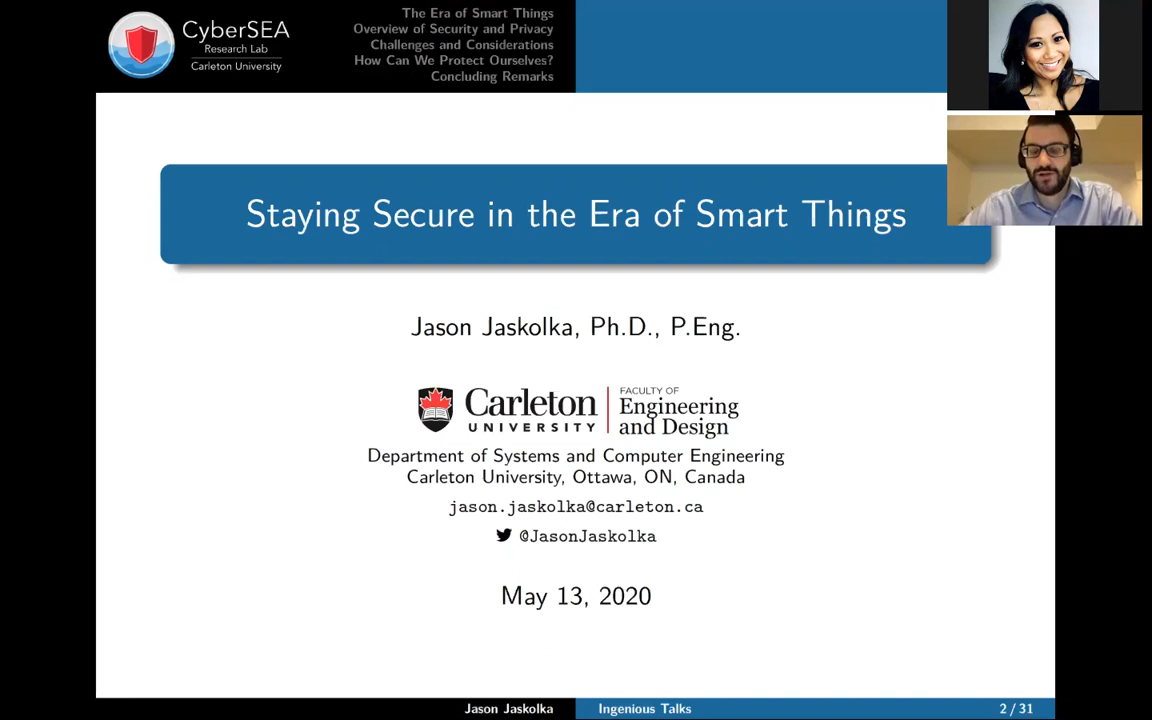 CyberSEA
Research Lab
Carleton University
The Era of Smart Things
Overview of Security and Privacy
Challenges and Considerations
How Can We Protect Ourselves?
Concluding Remarks
Staying Secure in the Era of Smart Things
Jason Jaskolka, Ph.D., P.Eng.
Carleton
UNIVERSITY
FACULTY OF
Engineering
and Design
Department of Systems and Computer Engineering
Carleton University, Ottawa, ON, Canada
jason.jaskolka@carleton.ca
@JasonJaskolka
May 13, 2020
Jason Jaskolka
Ingenious Talks
2 / 31